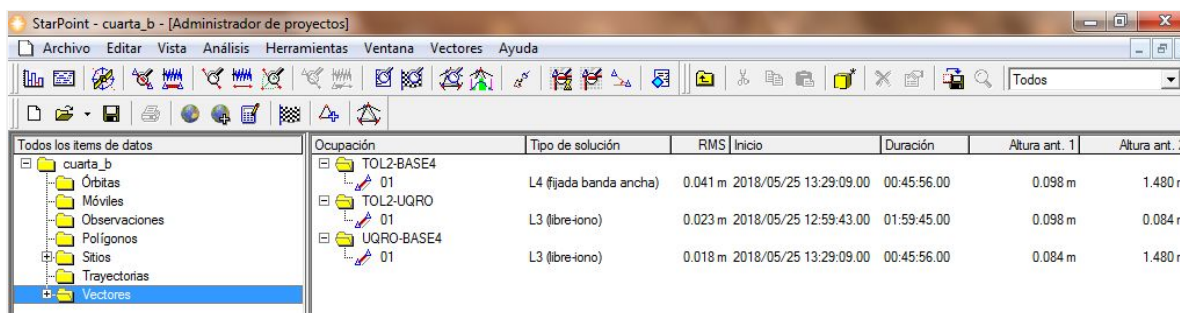 StarPoint - cuarta_b - [Administrador de proyectos]
Archivo Editar Vista Análisis Herramientas Ventana Vectores Ayuda
Todos
Todos los items de datos
cuarta_b
Órbitas
Móviles
Observaciones
Polígonos
Sitios
Trayectorias
Vectores
Ocupación Tipo de solución RMS Inicio Duración Altura ant. 1 Altura ant.
TOL2-BASE4
01 L4 (fijada banda ancha) 0.041 m 2018/05/25 13:29:09.00 00:45:56.00 0.098 m 1.480
TOL2-UQRO
01 L3 (libre-iono) 0.023 m 2018/05/25 12:59:43.00 01:59:45.00 0.098 m 0.084
UQRO-BASE4
01 L3 (libre-iono) 0.018 m 2018/05/25 13:29:09.00 00:45:56.00 0.084 m 1.480